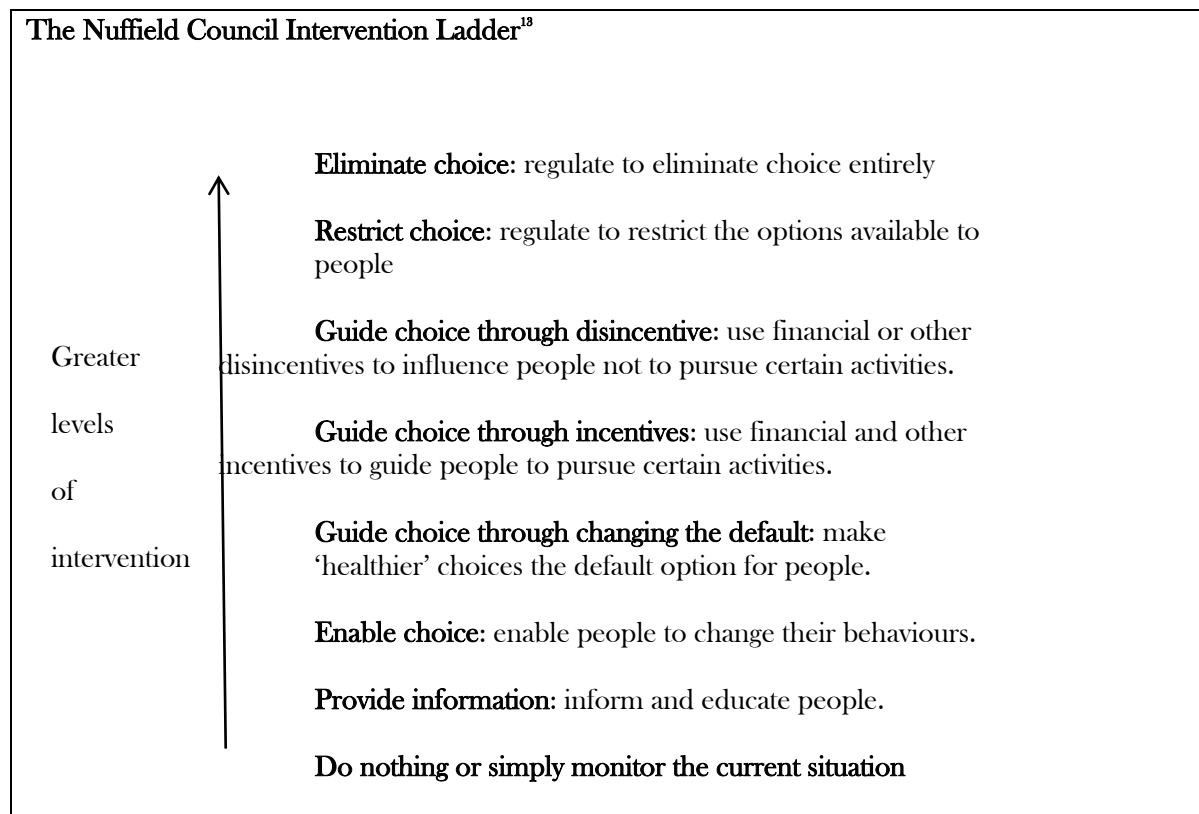 The Nuffield Council Intervention Ladder¹³
Eliminate choice: regulate to eliminate choice entirely
Restrict choice: regulate to restrict the options available to
people
Guide choice through disincentive: use financial or other
disincentives to influence people not to pursue certain activities.
Guide choice through incentives: use financial and other
incentives to guide people to pursue certain activities.
Guide choice through changing the default: make
‘healthier’ choices the default option for people.
Enable choice: enable people to change their behaviours.
Provide information: inform and educate people.
Do nothing or simply monitor the current situation
Greater
levels
of
intervention